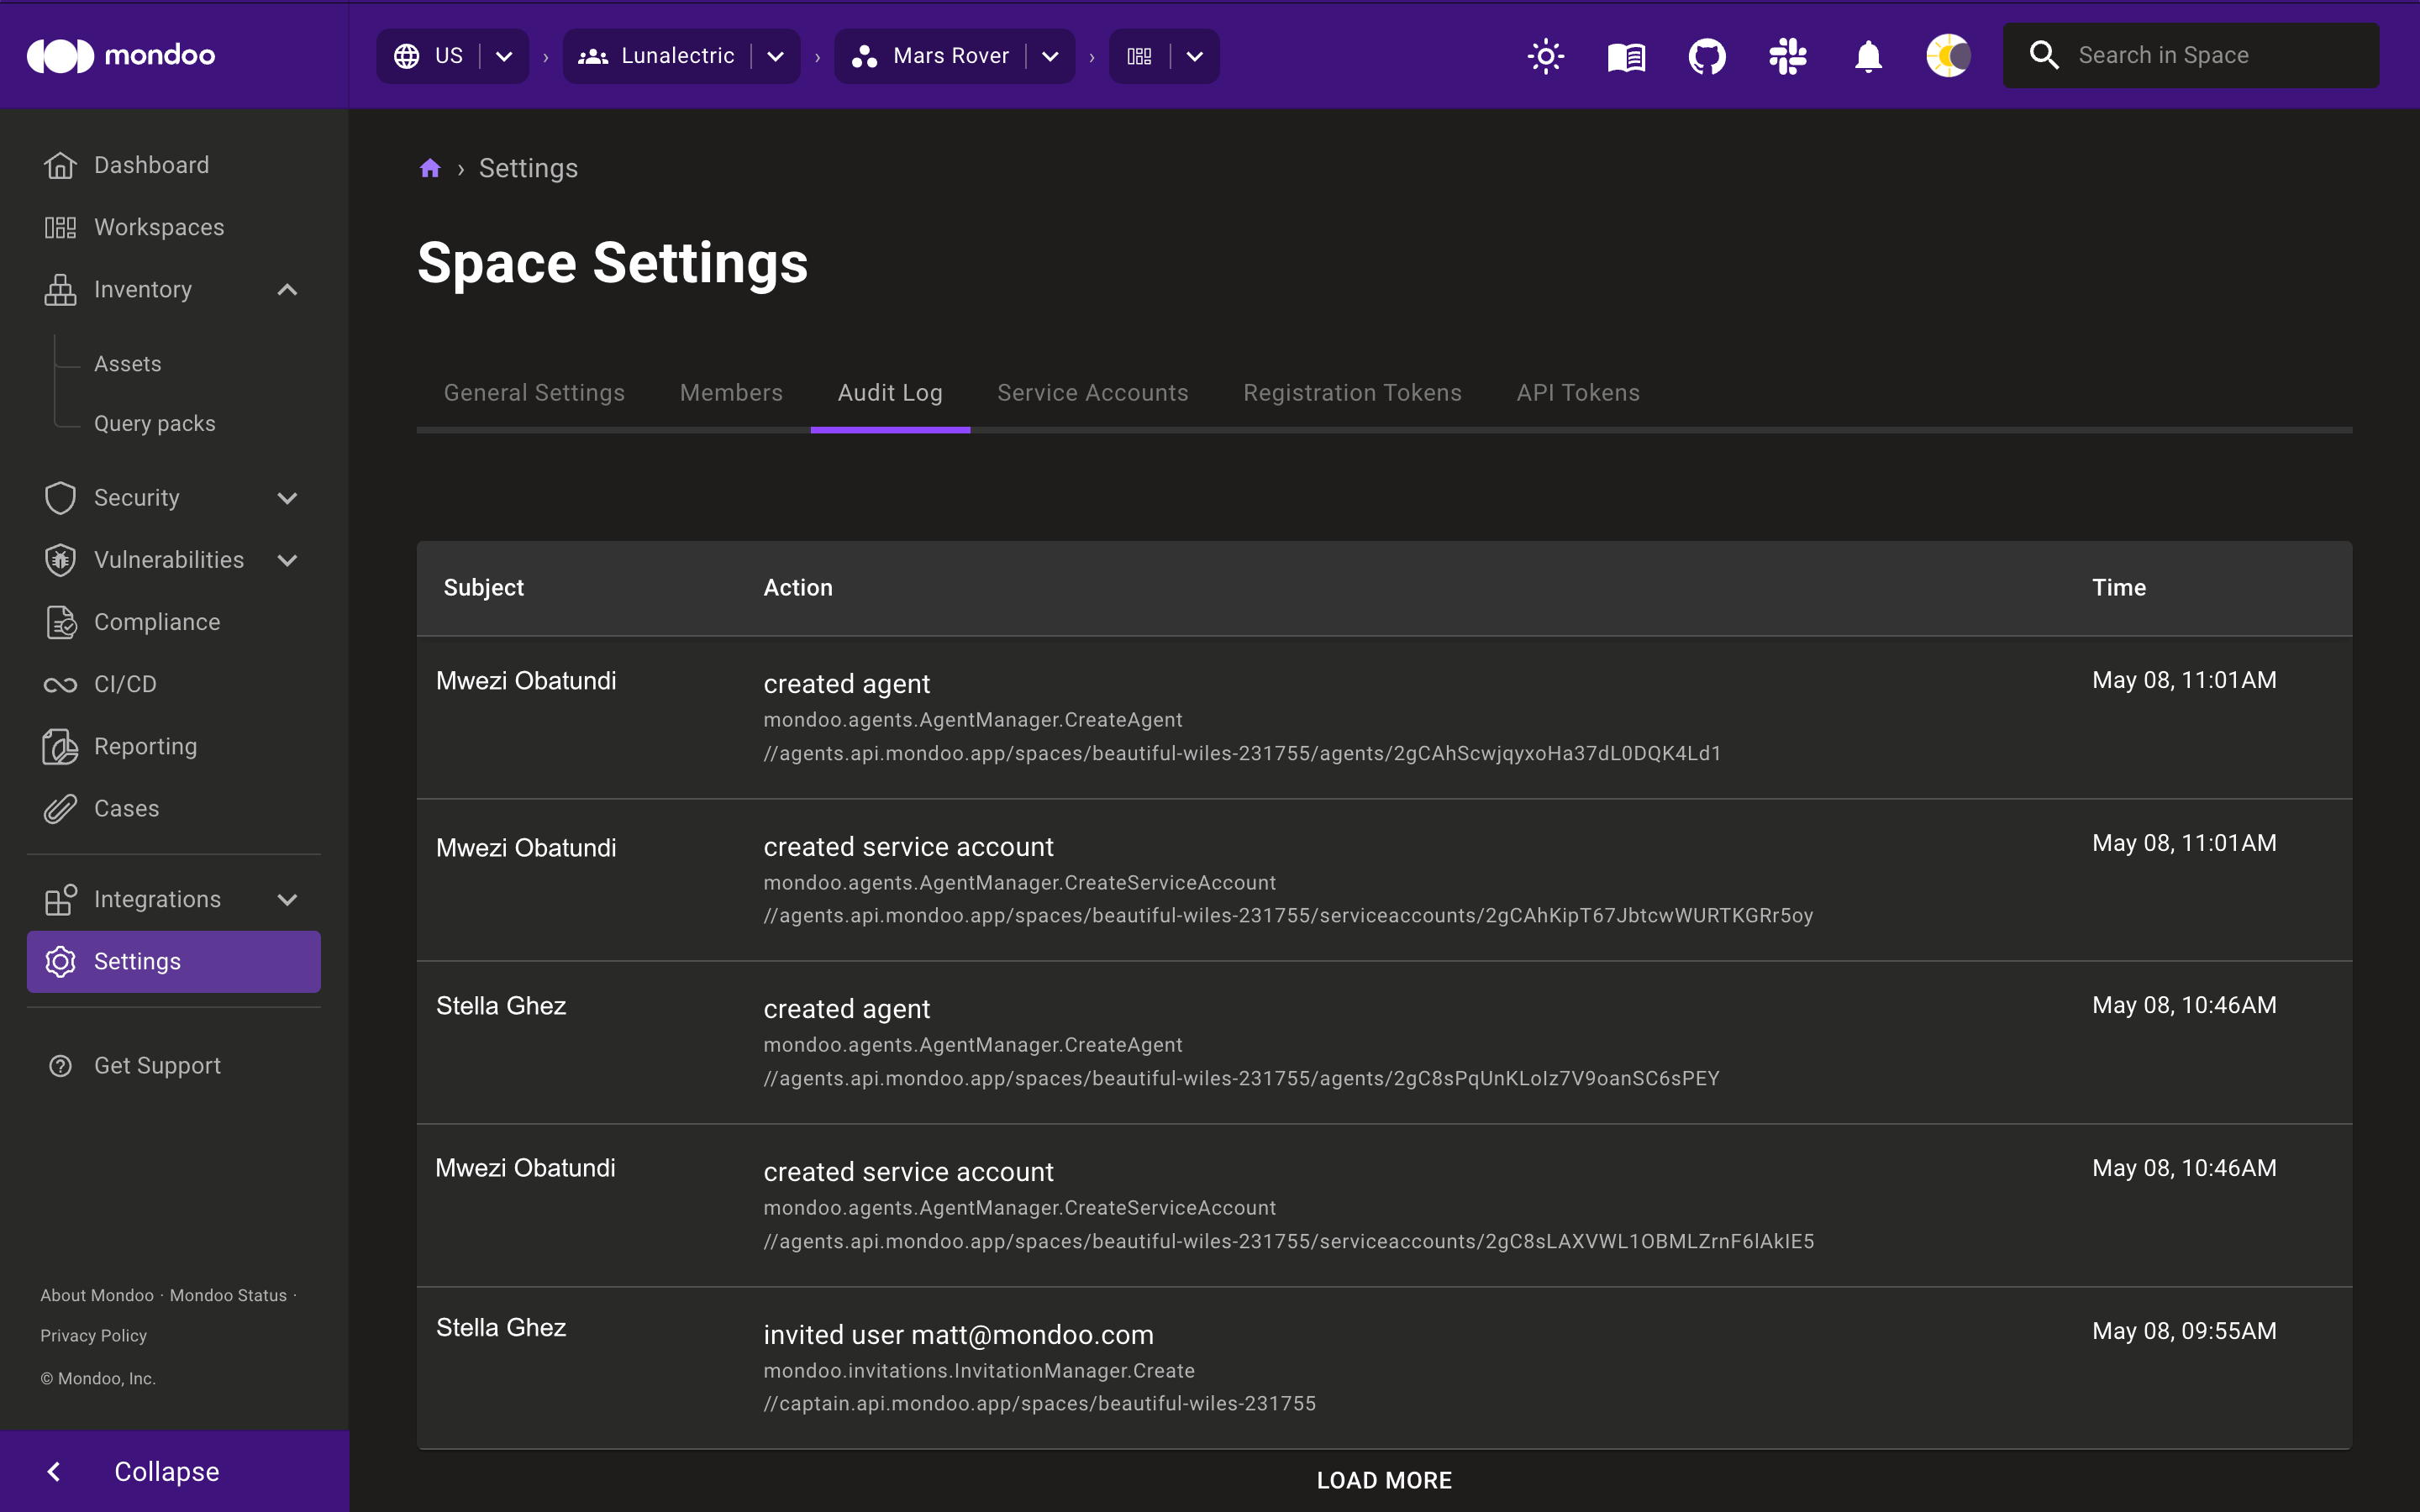 mondoo
US
Lunalectric
Mars Rover
Search in Space
Dashboard
Workspaces
Inventory
Assets
Query packs
Security
Vulnerabilities
Compliance
CI/CD
Reporting
Cases
Integrations
Settings
Get Support
About Mondoo · Mondoo Status ·
Privacy Policy
© Mondoo, Inc.
Collapse
› Settings
Space Settings
General Settings Members Audit Log Service Accounts Registration Tokens API Tokens
Subject Action Time
Mwezi Obatundi created agent May 08, 11:01AM
mondoo.agents.AgentManager.CreateAgent
//agents.api.mondoo.app/spaces/beautiful-wiles-231755/agents/2gCAhScwjqyxoHa37dL0DQK4Ld1
Mwezi Obatundi created service account May 08, 11:01AM
mondoo.agents.AgentManager.CreateServiceAccount
//agents.api.mondoo.app/spaces/beautiful-wiles-231755/serviceaccounts/2gCAhKipT67JbtcwWURTKGRr5oy
Stella Ghez created agent May 08, 10:46AM
mondoo.agents.AgentManager.CreateAgent
//agents.api.mondoo.app/spaces/beautiful-wiles-231755/agents/2gC8sPqUnKLoIz7V9oanSC6sPEY
Mwezi Obatundi created service account May 08, 10:46AM
mondoo.agents.AgentManager.CreateServiceAccount
//agents.api.mondoo.app/spaces/beautiful-wiles-231755/serviceaccounts/2gC8sLAXVWL1OBMLZrnF6lAkIE5
Stella Ghez invited user matt@mondoo.com May 08, 09:55AM
mondoo.invitations.InvitationManager.Create
//captain.api.mondoo.app/spaces/beautiful-wiles-231755
LOAD MORE